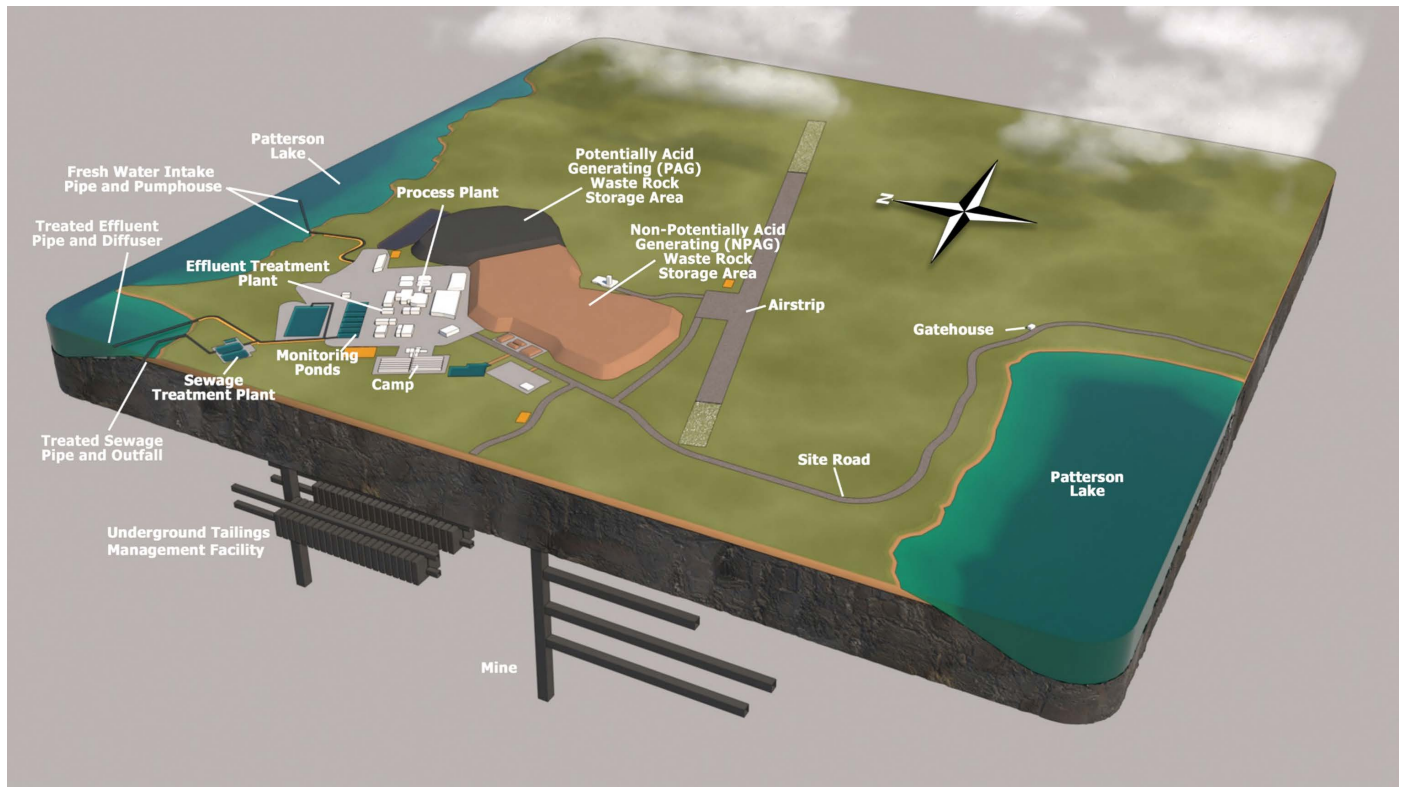 Patterson
Lake
Fresh Water Intake
Pipe and Pumphouse
Treated Effluent
Pipe and Diffuser
Process Plant
Potentially Acid
Generating (PAG)
Waste Rock
Storage Area
Non-Potentially Acid
Generating (NPAG)
Waste Rock
Storage Area
N
Effluent Treatment
Plant
Airstrip
Gatehouse
Monitoring
Ponds
Camp
Sewage
Treatment Plant
Treated Sewage
Pipe and Outfall
Site Road
Patterson
Lake
Underground Tailings
Management Facility
Mine